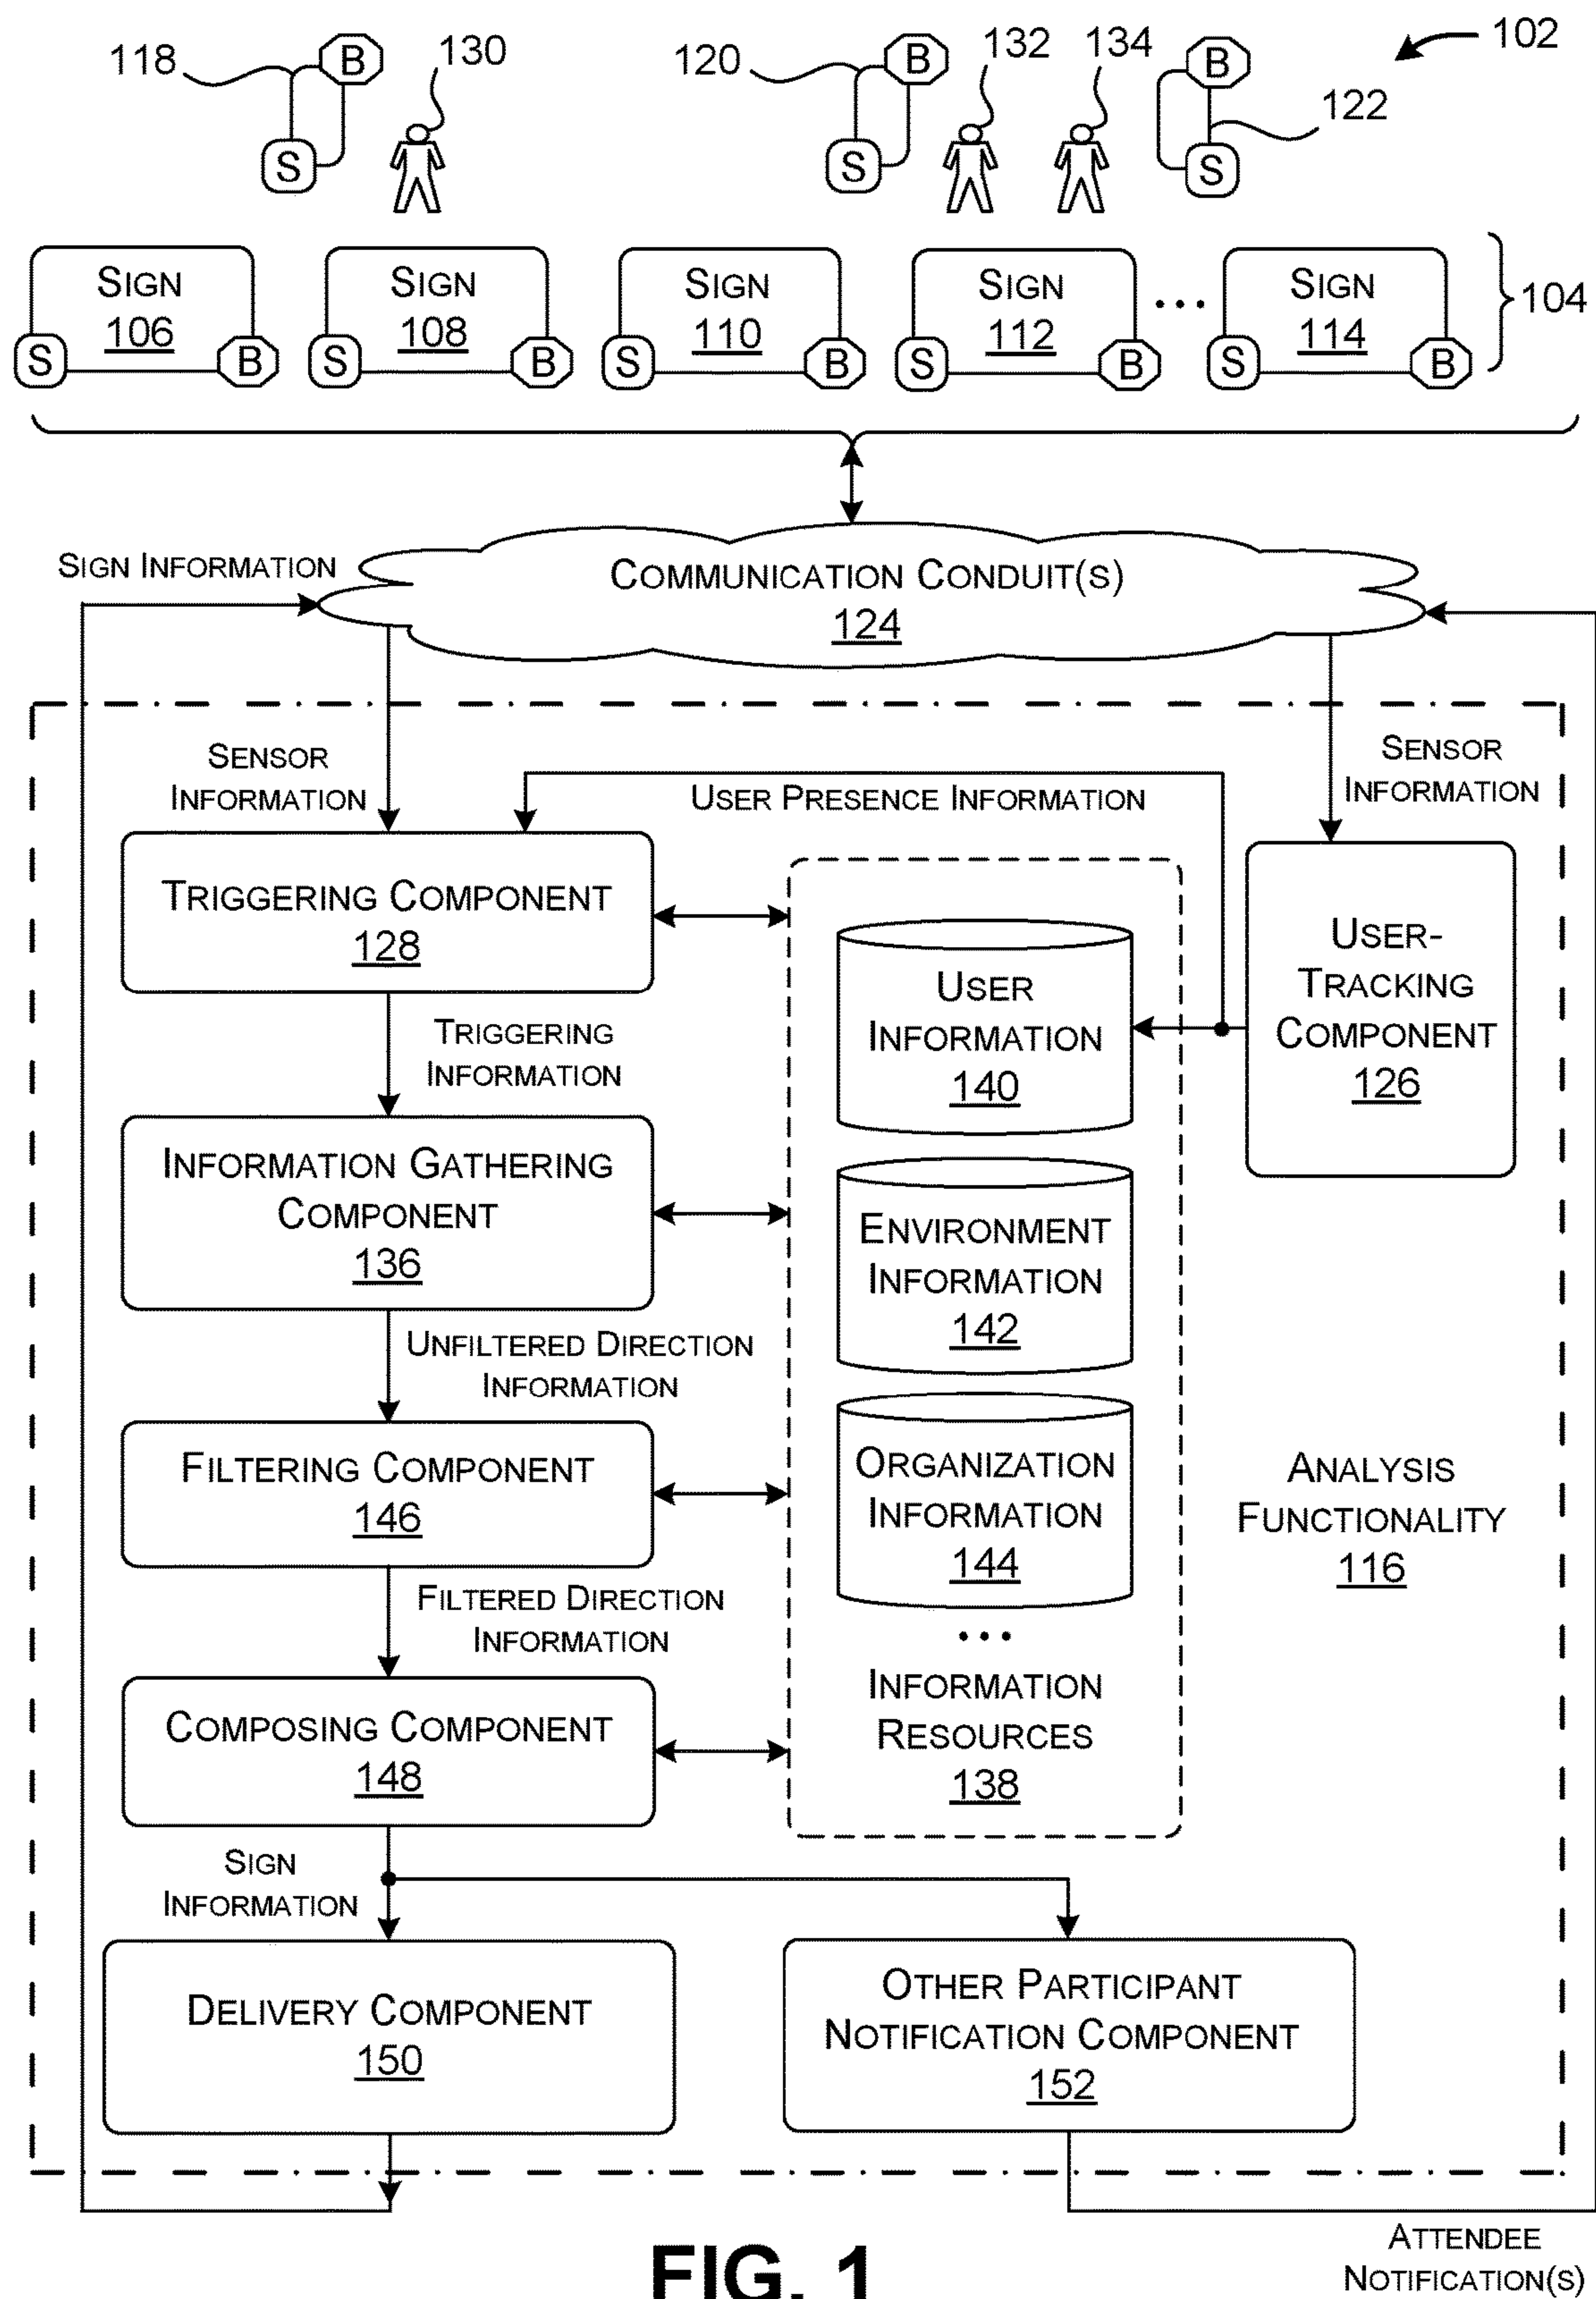 118
B
S
130
120
B
S
132
134
B
S
122
102
SIGN
106
S
B
SIGN
108
S
B
SIGN
110
S
B
SIGN
112
S
B
...
SIGN
114
S
B
104
SIGN INFORMATION
COMMUNICATION CONDUIT(S)
124
SENSOR
INFORMATION
USER PRESENCE INFORMATION
SENSOR
INFORMATION
TRIGGERING COMPONENT
128
USER
INFORMATION
140
USER-
TRACKING
COMPONENT
126
TRIGGERING
INFORMATION
INFORMATION GATHERING
COMPONENT
136
ENVIRONMENT
INFORMATION
142
UNFILTERED DIRECTION
INFORMATION
FILTERING COMPONENT
146
ORGANIZATION
INFORMATION
144
...
ANALYSIS
FUNCTIONALITY
116
FILTERED DIRECTION
INFORMATION
INFORMATION
RESOURCES
138
COMPOSING COMPONENT
148
SIGN
INFORMATION
DELIVERY COMPONENT
150
OTHER PARTICIPANT
NOTIFICATION COMPONENT
152
ATTENDEE
NOTIFICATION(S)
FIG. 1